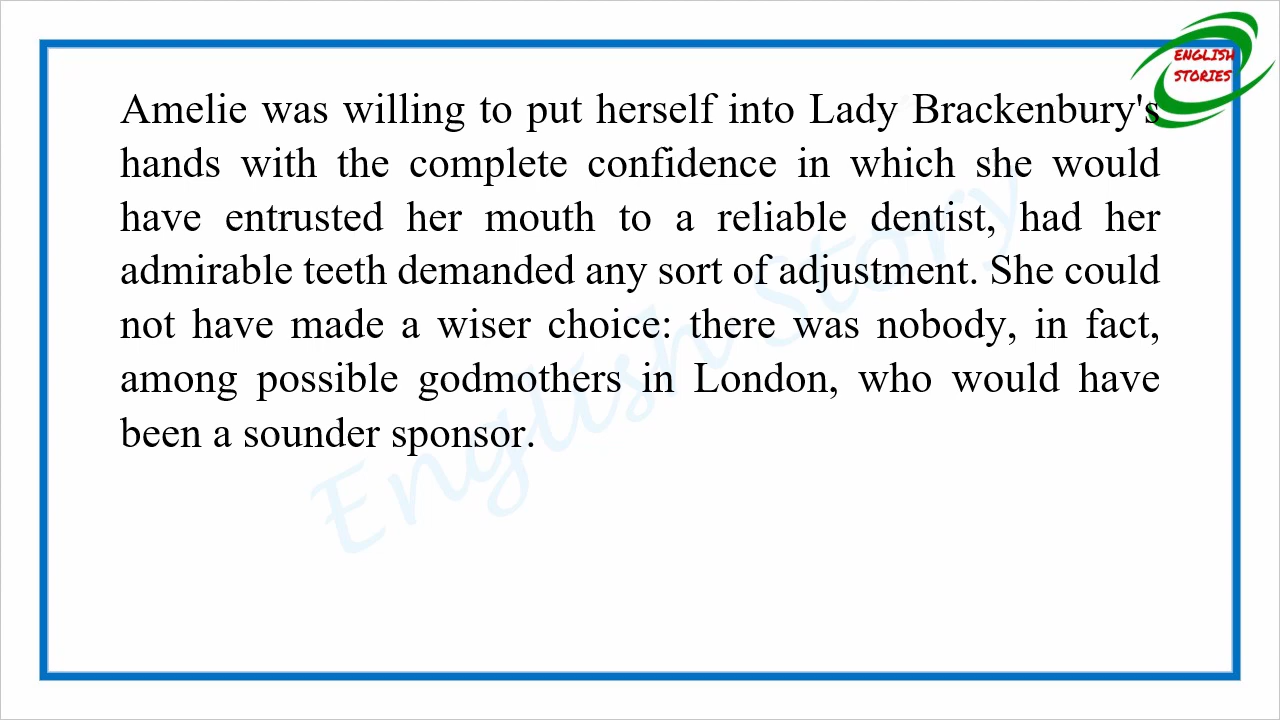 ENGLISH
STORIES
Amelie was willing to put herself into Lady Brackenbury's
hands with the complete confidence in which she would
have entrusted her mouth to a reliable dentist, had her
admirable teeth demanded any sort of adjustment. She could
not have made a wiser choice: there was nobody, in fact,
among possible godmothers in London, who would have
been a sounder sponsor.
English Story